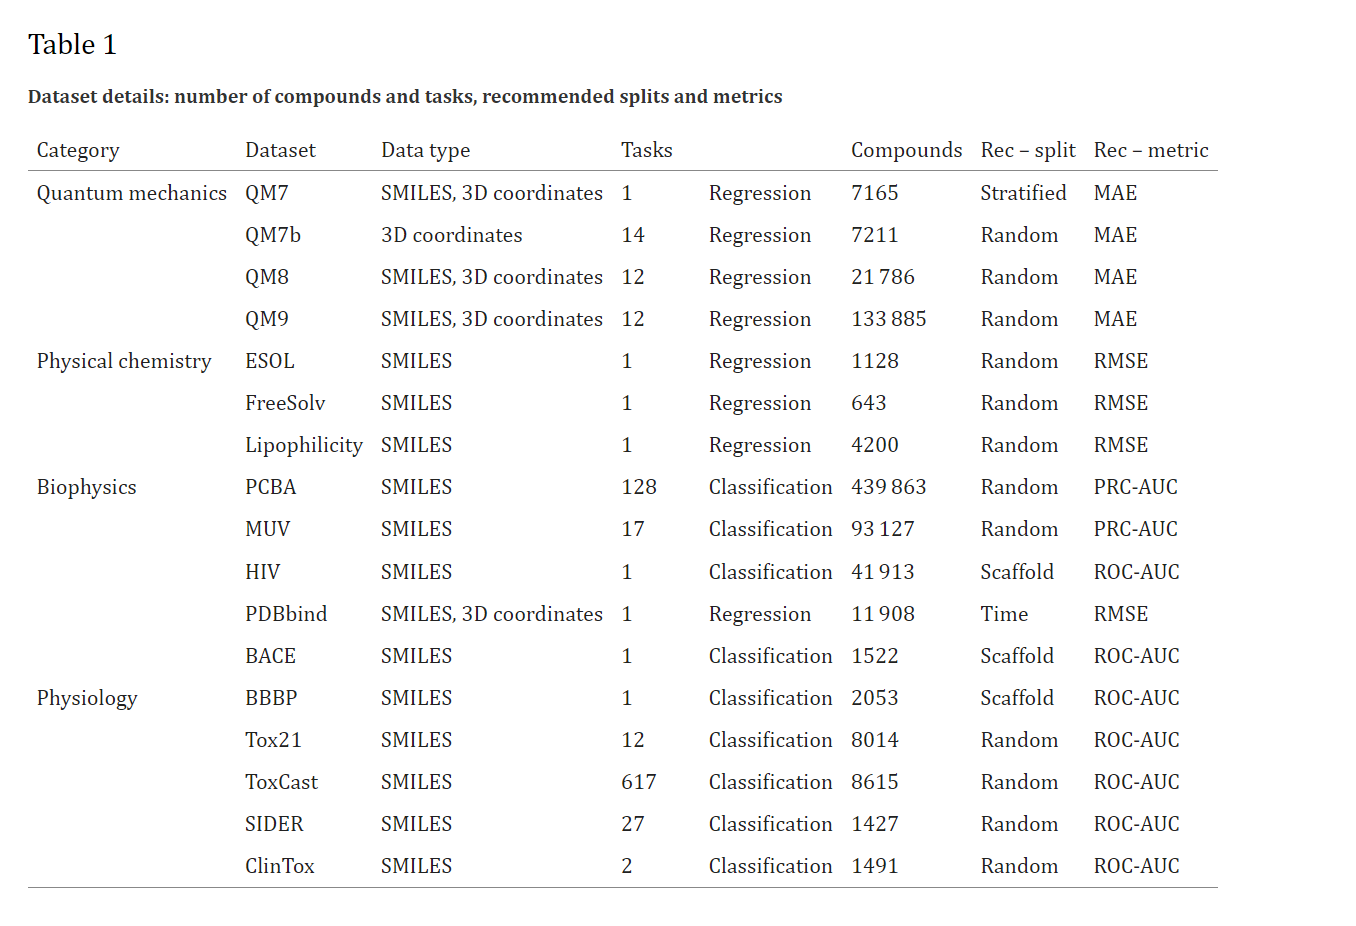 Table 1
Dataset details: number of compounds and tasks, recommended splits and metrics
Category Dataset Data type Tasks Compounds Rec – split Rec – metric
Quantum mechanics QM7 SMILES, 3D coordinates 1 Regression 7165 Stratified MAE
QM7b 3D coordinates 14 Regression 7211 Random MAE
QM8 SMILES, 3D coordinates 12 Regression 21 786 Random MAE
QM9 SMILES, 3D coordinates 12 Regression 133 885 Random MAE
Physical chemistry ESOL SMILES 1 Regression 1128 Random RMSE
FreeSolv SMILES 1 Regression 643 Random RMSE
Lipophilicity SMILES 1 Regression 4200 Random RMSE
Biophysics PCBA SMILES 128 Classification 439 863 Random PRC-AUC
MUV SMILES 17 Classification 93 127 Random PRC-AUC
HIV SMILES 1 Classification 41 913 Scaffold ROC-AUC
PDBbind SMILES, 3D coordinates 1 Regression 11 908 Time RMSE
BACE SMILES 1 Classification 1522 Scaffold ROC-AUC
Physiology BBBP SMILES 1 Classification 2053 Scaffold ROC-AUC
Tox21 SMILES 12 Classification 8014 Random ROC-AUC
ToxCast SMILES 617 Classification 8615 Random ROC-AUC
SIDER SMILES 27 Classification 1427 Random ROC-AUC
ClinTox SMILES 2 Classification 1491 Random ROC-AUC